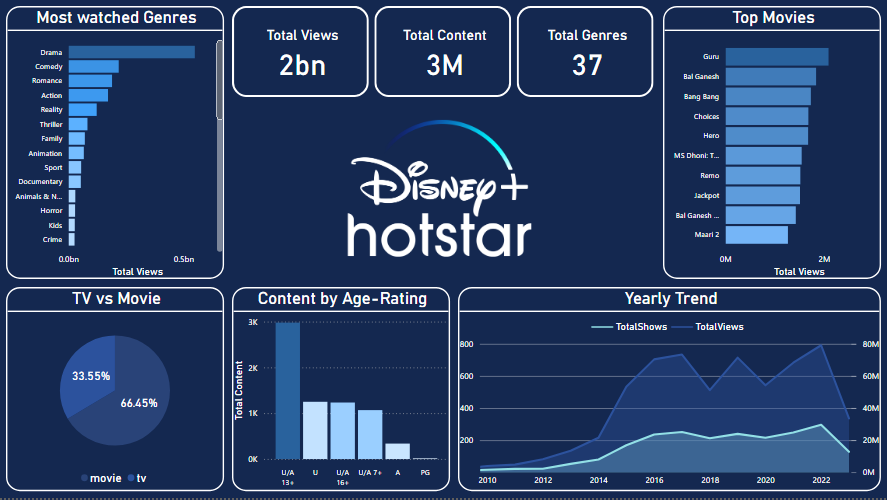 Most watched Genres
Drama
Comedy
Romance
Action
Reality
Thriller
Family
Animation
Sport
Documentary
Animals & N...
Horror
Kids
Crime
0.0bn 0.5bn
Total Views
Total Views
2bn
Total Content
3M
Total Genres
37
Disney+
hotstar
Top Movies
Guru
Bal Ganesh
Bang Bang
Choices
Hero
MS Dhoni: T...
Remo
Jackpot
Bal Ganesh ...
Maari 2
0M 2M
Total Views
TV vs Movie
33.55%
66.45%
movie tv
Content by Age-Rating
Total Content
3K
2K
1K
0K
U/A 13+
U
U/A 16+
U/A 7+
A
PG
Yearly Trend
TotalShows TotalViews
800 80M
600 60M
400 40M
200 20M
0M
2010 2012 2014 2016 2018 2020 2022